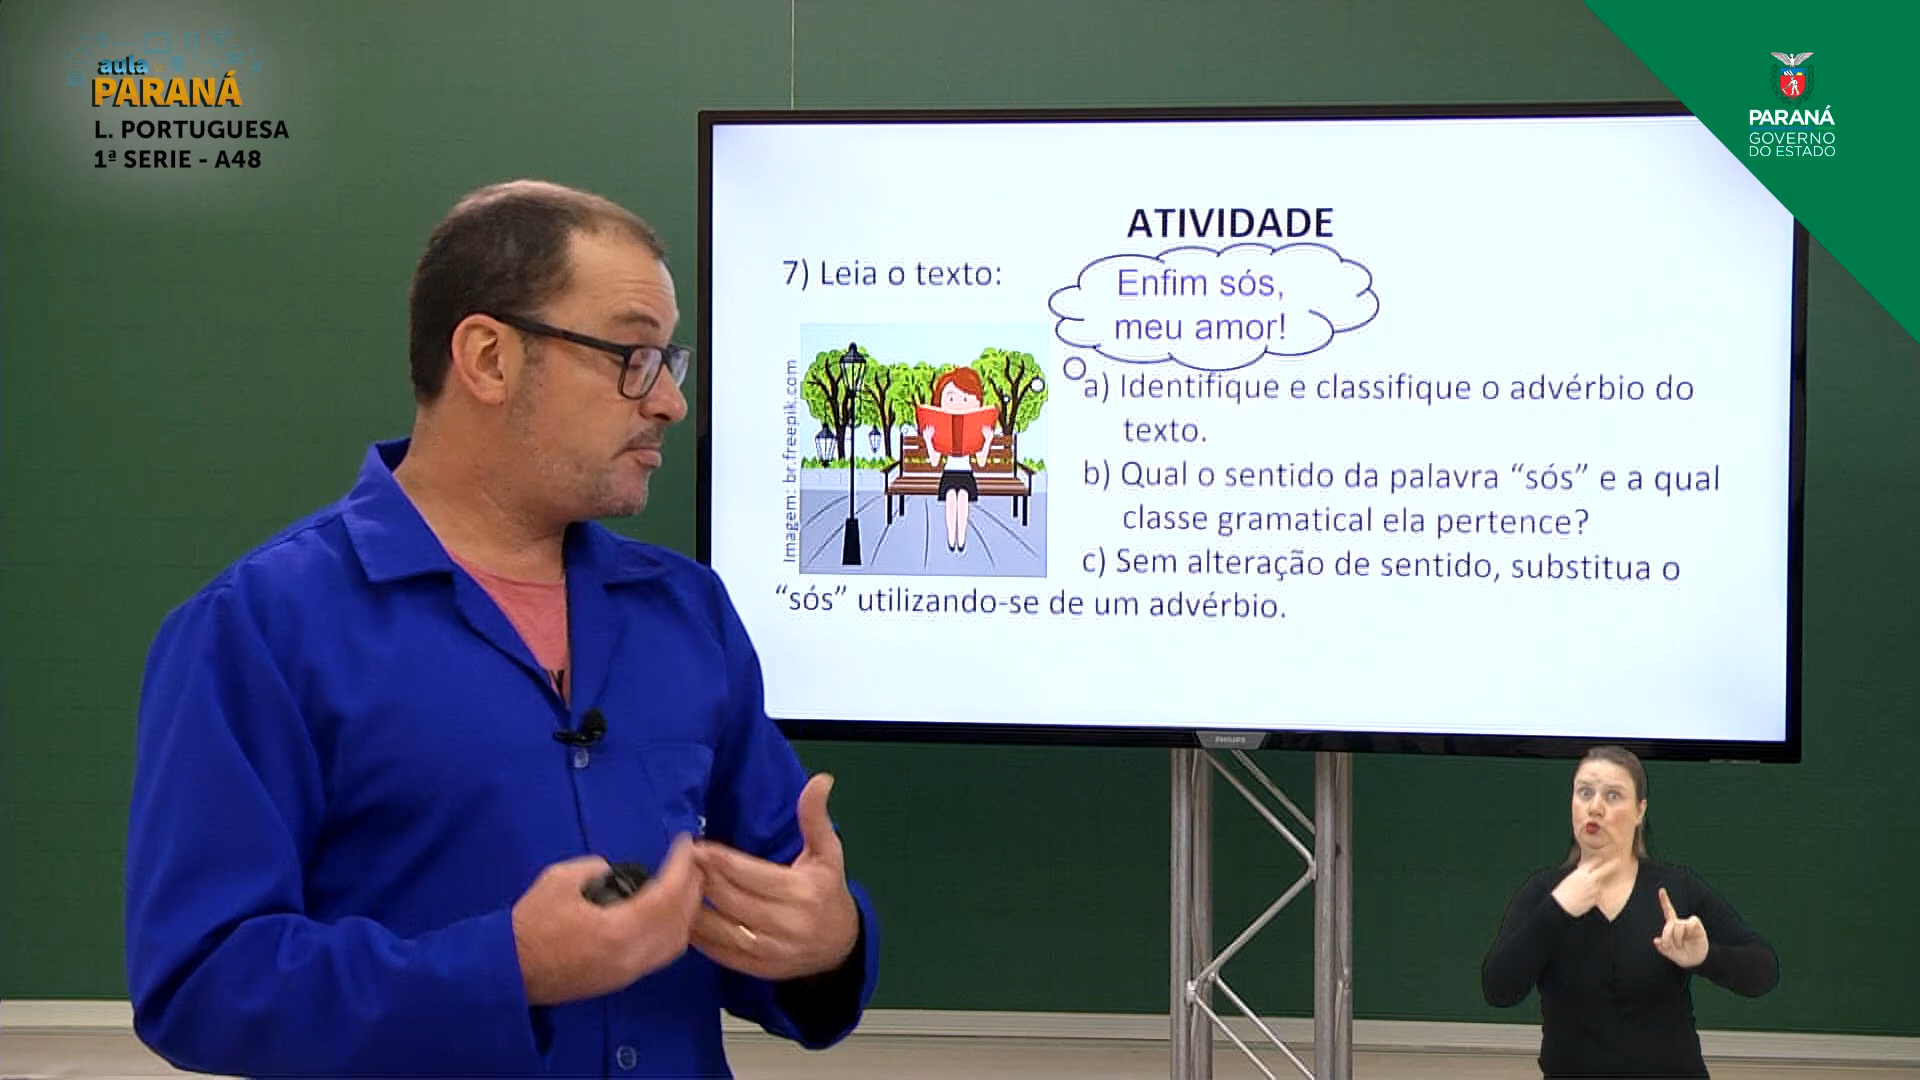 aula
PARANÁ
L. PORTUGUESA
1ª SERIE - A48
PARANÁ
GOVERNO
DO ESTADO
ATIVIDADE
7) Leia o texto:
Enfim sós,
meu amor!
Imagem: br.freepik.com
a) Identifique e classifique o advérbio do
texto.
b) Qual o sentido da palavra “sós” e a qual
classe gramatical ela pertence?
c) Sem alteração de sentido, substitua o
“sós” utilizando-se de um advérbio.
PHILIPS